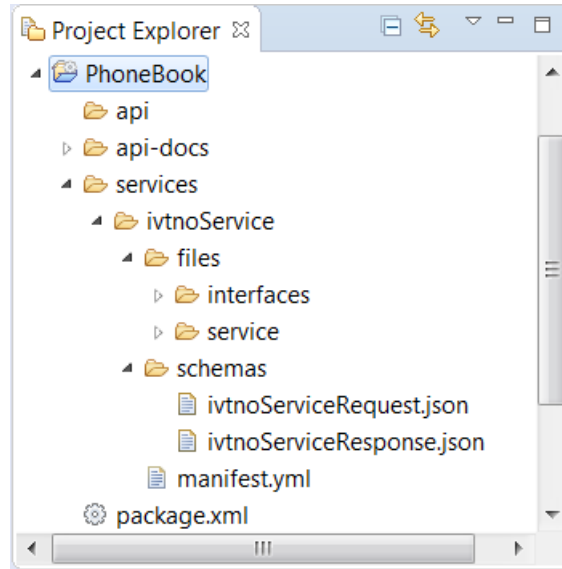 Project Explorer
PhoneBook
api
api-docs
services
ivtnoService
files
interfaces
service
schemas
ivtnoServiceRequest.json
ivtnoServiceResponse.json
manifest.yml
package.xml